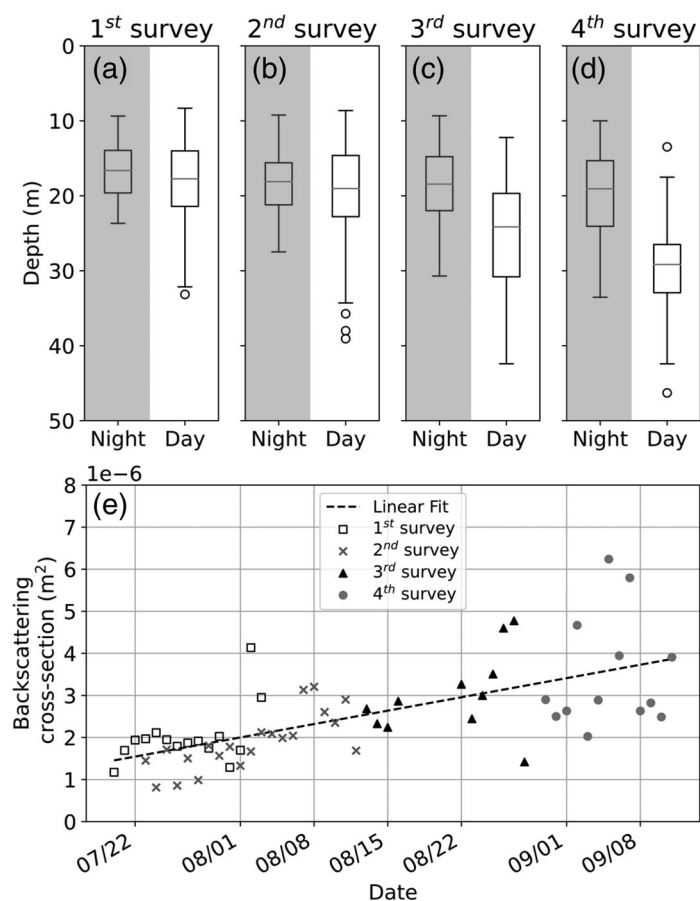 1st survey 2nd survey 3rd survey 4th survey
(a) (b) (c) (d)
0
10
20
30
40
50
Depth (m)
Night Day Night Day Night Day Night Day
1e−6
(e)
8
7
6
5
4
3
2
1
0
Backscattering
cross-section (m2)
Linear Fit
1st survey
2nd survey
3rd survey
4th survey
07/22 08/01 08/08 08/15 08/22 09/01 09/08
Date